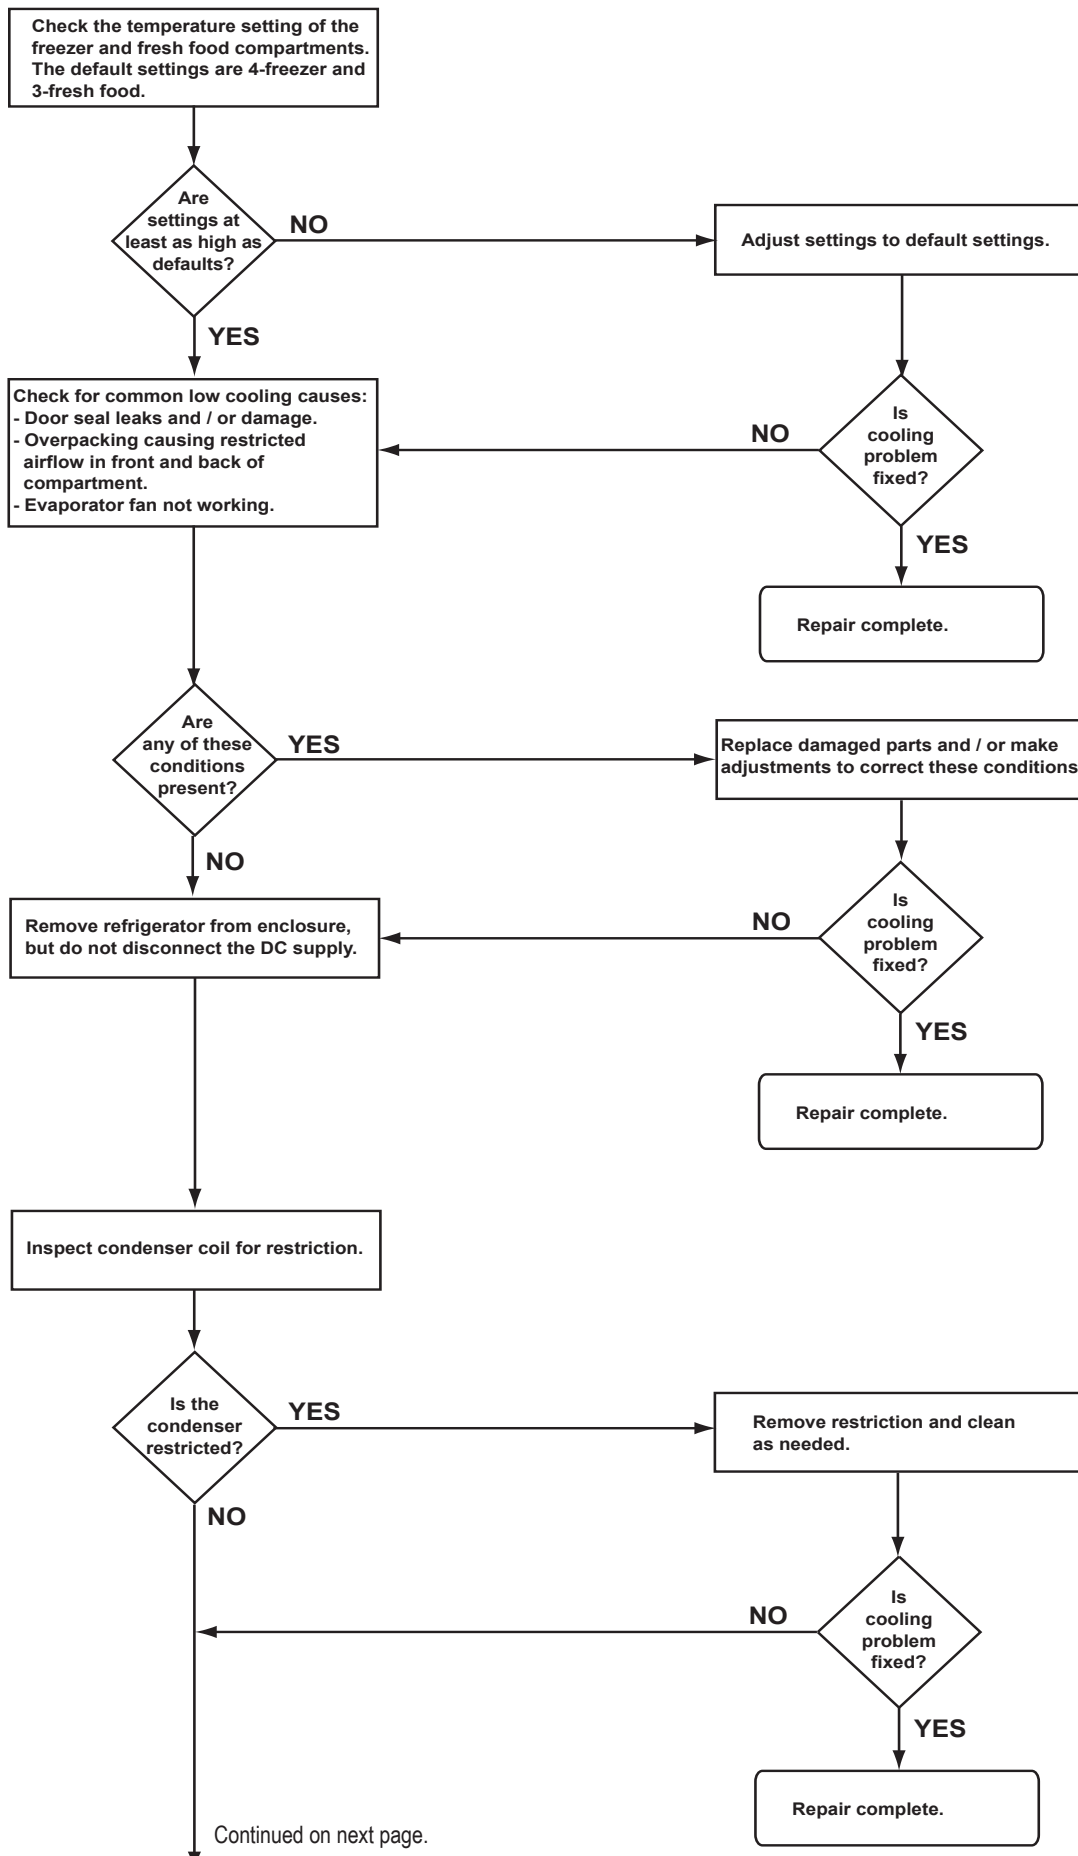 Check the temperature setting of the
freezer and fresh food compartments.
The default settings are 4-freezer and
3-fresh food.
Are
settings at
least as high as
defaults?
NO
Adjust settings to default settings.
YES
Check for common low cooling causes:
- Door seal leaks and / or damage.
- Overpacking causing restricted
airflow in front and back of
compartment.
- Evaporator fan not working.
Is
cooling
problem
fixed?
NO
YES
Repair complete.
Are
any of these
conditions
present?
YES
Replace damaged parts and / or make
adjustments to correct these conditions
NO
Remove refrigerator from enclosure,
but do not disconnect the DC supply.
Is
cooling
problem
fixed?
NO
YES
Repair complete.
Inspect condenser coil for restriction.
Is the
condenser
restricted?
YES
Remove restriction and clean
as needed.
NO
Is
cooling
problem
fixed?
NO
YES
Repair complete.
Continued on next page.